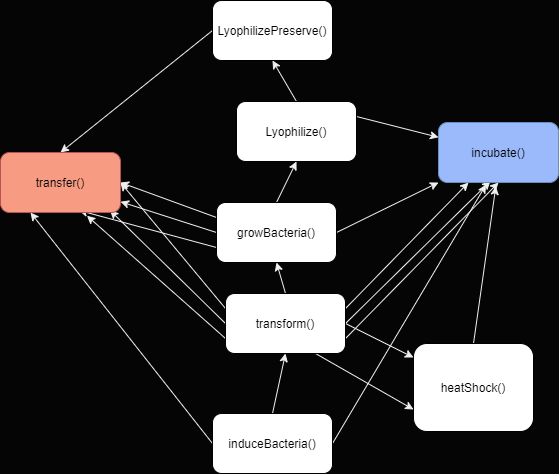 LyophilizePreserve()
Lyophilize()
incubate()
transfer()
growBacteria()
transform()
heatShock()
induceBacteria()